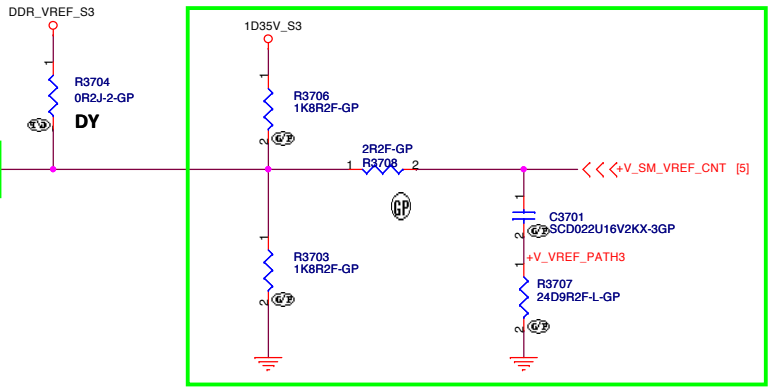 DDR_VREF_S3
1
R3704
0R2J-2-GP
DY
1D35V_S3
1
R3706
1K8R2F-GP
2
G/P
2R2F-GP
1
R3708
2
GP
+V_SM_VREF_CNT [5]
1
C3701
SCD022U16V2KX-3GP
2
G/P
+V_VREF_PATH3
1
R3703
1K8R2F-GP
2
G/P
1
R3707
24D9R2F-L-GP
2
G/P